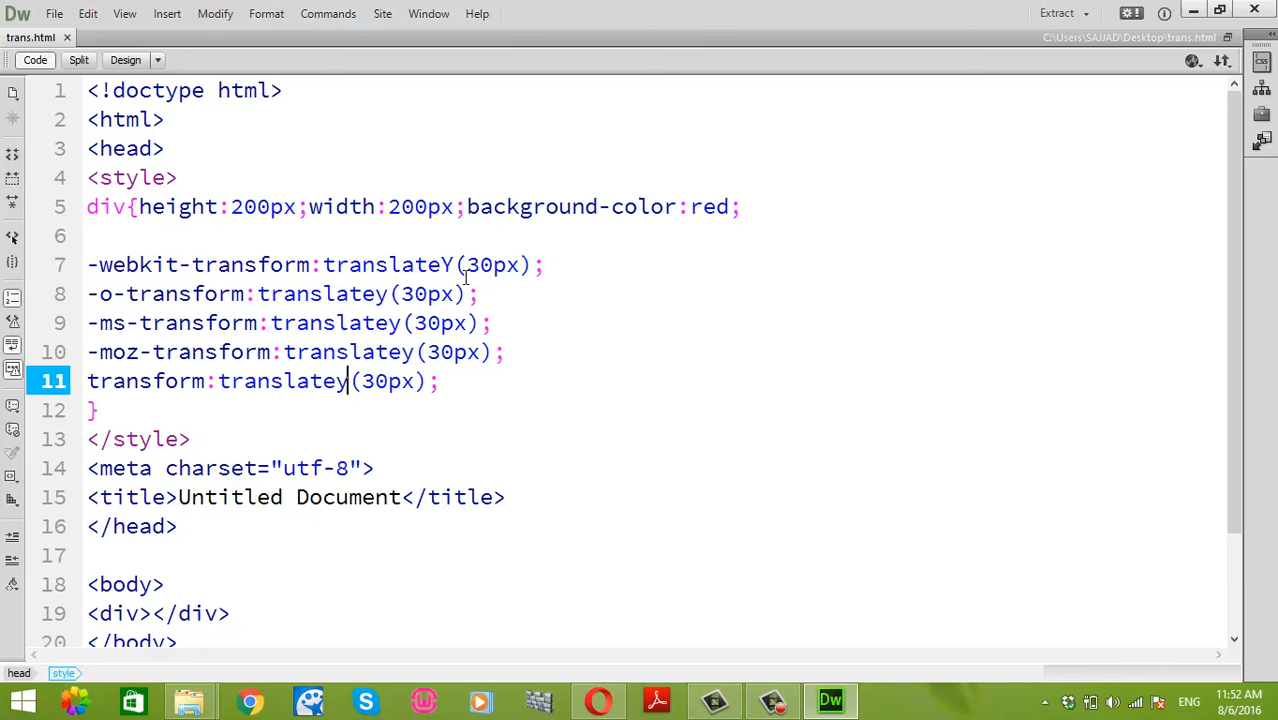 Dw File Edit View Insert Modify Format Commands Site Window Help Extract
trans.html C:\Users\SAJJAD\Desktop\trans.html
Code Split Design
1 <!doctype html>
2 <html>
3 <head>
4 <style>
5 div{height:200px;width:200px;background-color:red;
6
7 -webkit-transform:translateY(30px);
8 -o-transform:translatey(30px);
9 -ms-transform:translatey(30px);
10 -moz-transform:translatey(30px);
11 transform:translatey(30px);
12 }
13 </style>
14 <meta charset="utf-8">
15 <title>Untitled Document</title>
16 </head>
17
18 <body>
19 <div></div>
20 </body>
head style
ENG 11:52 AM
8/6/2016
Dw
CSS